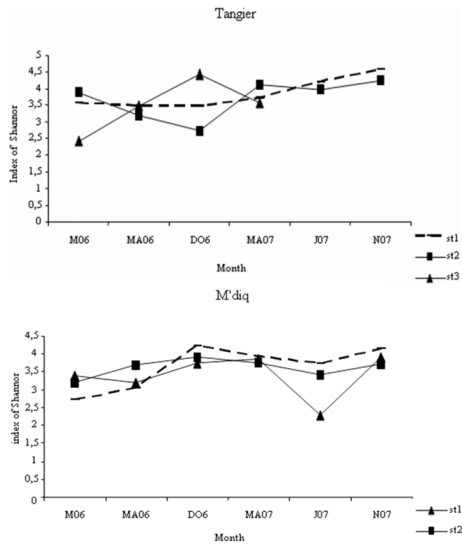 Tangier
Index of Shannor
5
4,5
4
3,5
3
2,5
2
1,5
1
0,5
0
M06 MA06 DO6 MA07 J07 N07
Month
st1
st2
st3
M'diq
index of Shannor
4,5
4
3,5
3
2,5
2
1,5
1
0,5
0
M06 MA06 DO6 MA07 J07 N07
Month
st1
st2